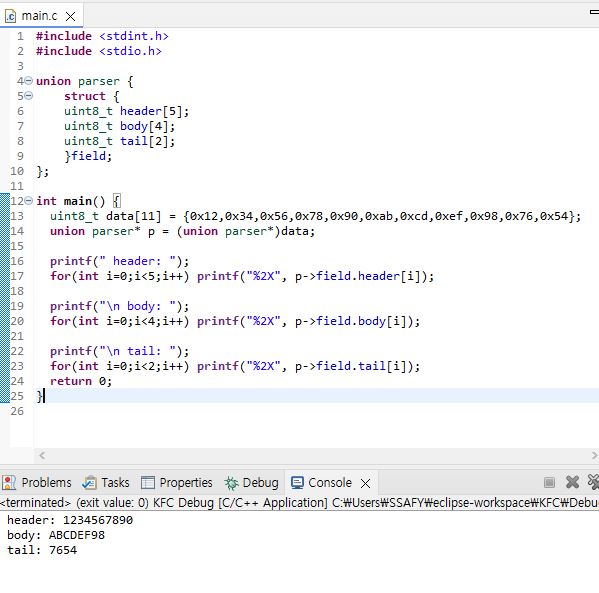 main.c
1 #include <stdint.h>
2 #include <stdio.h>
3
4 union parser {
5     struct {
6     uint8_t header[5];
7     uint8_t body[4];
8     uint8_t tail[2];
9     }field;
10 };
11
12 int main() {
13   uint8_t data[11] = {0x12,0x34,0x56,0x78,0x90,0xab,0xcd,0xef,0x98,0x76,0x54};
14   union parser* p = (union parser*)data;
15
16   printf(" header: ");
17   for(int i=0;i<5;i++) printf("%2X", p->field.header[i]);
18
19   printf("\n body: ");
20   for(int i=0;i<4;i++) printf("%2X", p->field.body[i]);
21
22   printf("\n tail: ");
23   for(int i=0;i<2;i++) printf("%2X", p->field.tail[i]);
24   return 0;
25 }
26
Problems Tasks Properties Debug Console
<terminated> (exit value: 0) KFC Debug [C/C++ Application] C:₩Users₩SSAFY₩eclipse-workspace₩KFC₩Debu
header: 1234567890
body: ABCDEF98
tail: 7654